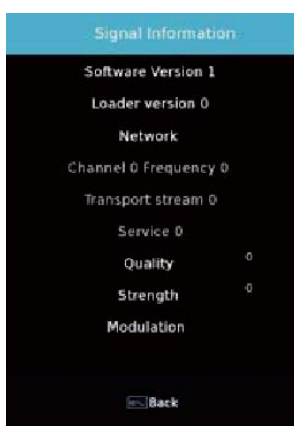 Signal Information
Software Version 1
Loader version 0
Network
Channel 0 Frequency 0
Transport stream 0
Service 0
Quality 0
Strength 0
Modulation
Back